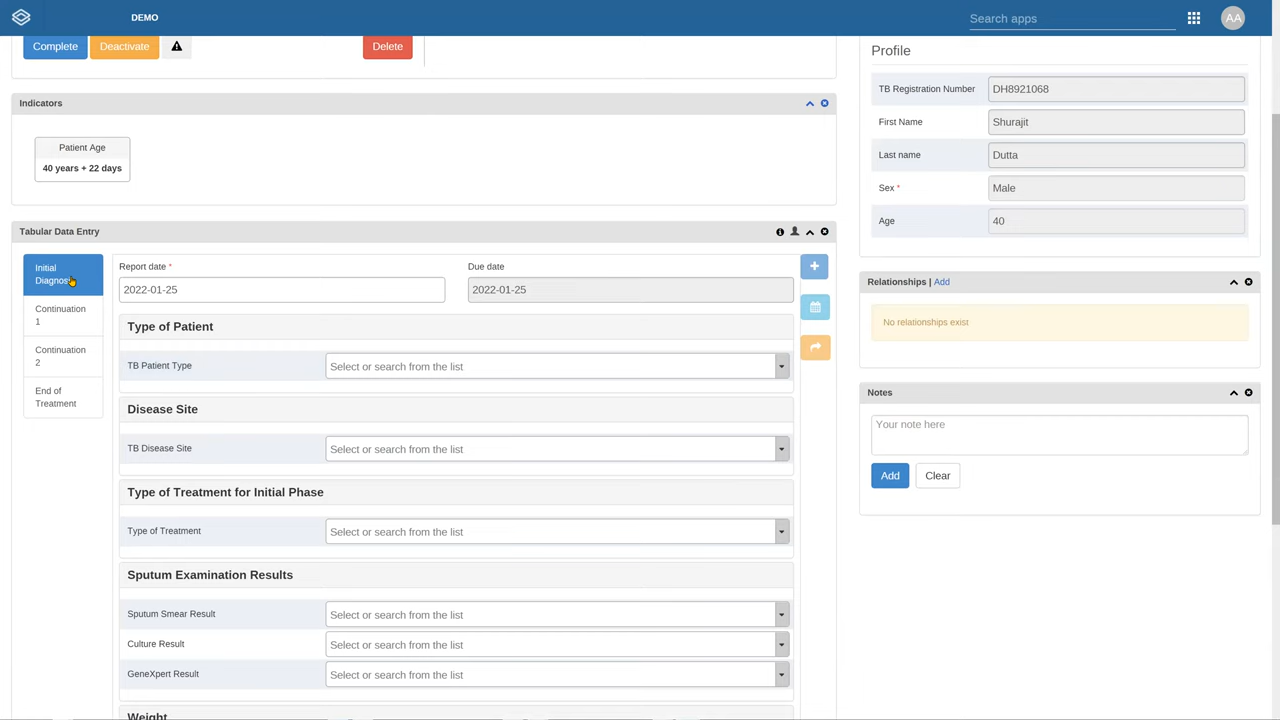 DEMO
Search apps
AA
Complete
Deactivate
Delete
Indicators
Patient Age
40 years + 22 days
Tabular Data Entry
Initial
Diagnosis
Continuation
1
Continuation
2
End of
Treatment
Report date *
2022-01-25
Due date
2022-01-25
Type of Patient
TB Patient Type
Select or search from the list
Disease Site
TB Disease Site
Select or search from the list
Type of Treatment for Initial Phase
Type of Treatment
Select or search from the list
Sputum Examination Results
Sputum Smear Result
Select or search from the list
Culture Result
Select or search from the list
GeneXpert Result
Select or search from the list
Weight
Profile
TB Registration Number
DH8921068
First Name
Shurajit
Last name
Dutta
Sex *
Male
Age
40
Relationships | Add
No relationships exist
Notes
Your note here
Add
Clear